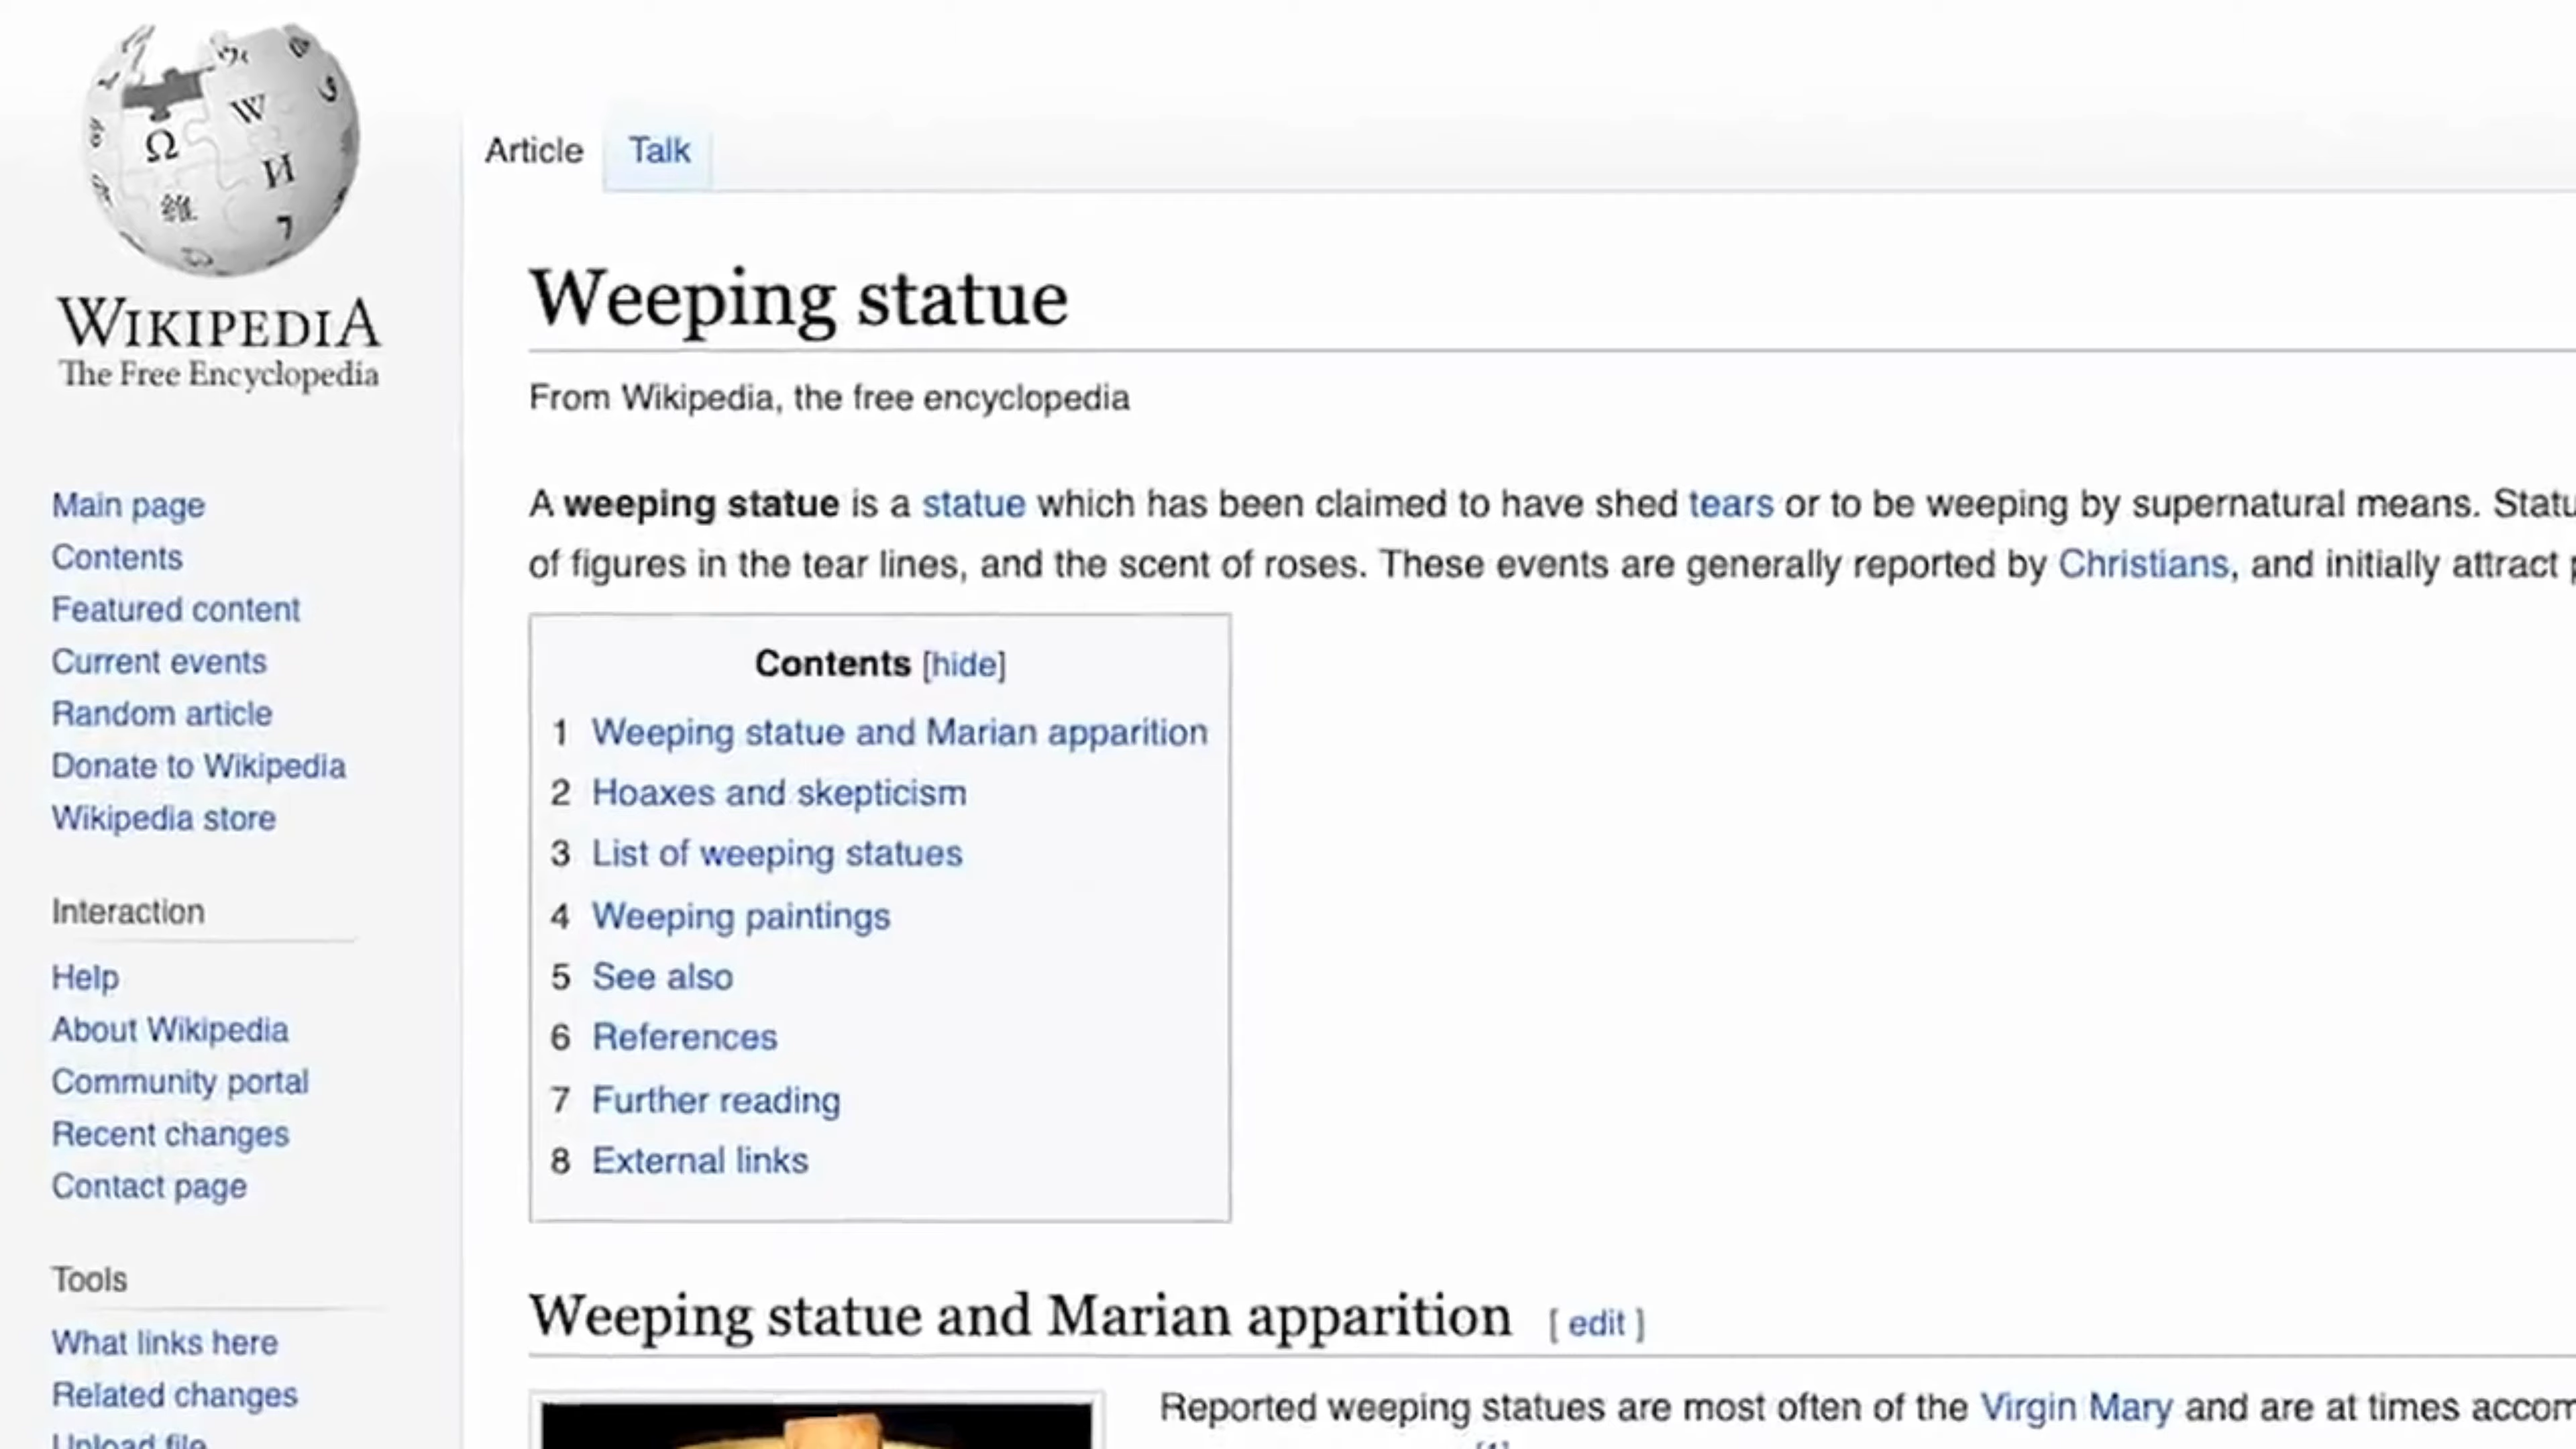 WIKIPEDIA
The Free Encyclopedia
Main page
Contents
Featured content
Current events
Random article
Donate to Wikipedia
Wikipedia store
Interaction
Help
About Wikipedia
Community portal
Recent changes
Contact page
Tools
What links here
Related changes
Upload file
Article Talk
Weeping statue
From Wikipedia, the free encyclopedia
A weeping statue is a statue which has been claimed to have shed tears or to be weeping by supernatural means.
of figures in the tear lines, and the scent of roses. These events are generally reported by Christians, and initially attract
Contents [hide]
1 Weeping statue and Marian apparition
2 Hoaxes and skepticism
3 List of weeping statues
4 Weeping paintings
5 See also
6 References
7 Further reading
8 External links
Weeping statue and Marian apparition [ edit ]
Reported weeping statues are most often of the Virgin Mary and are at times